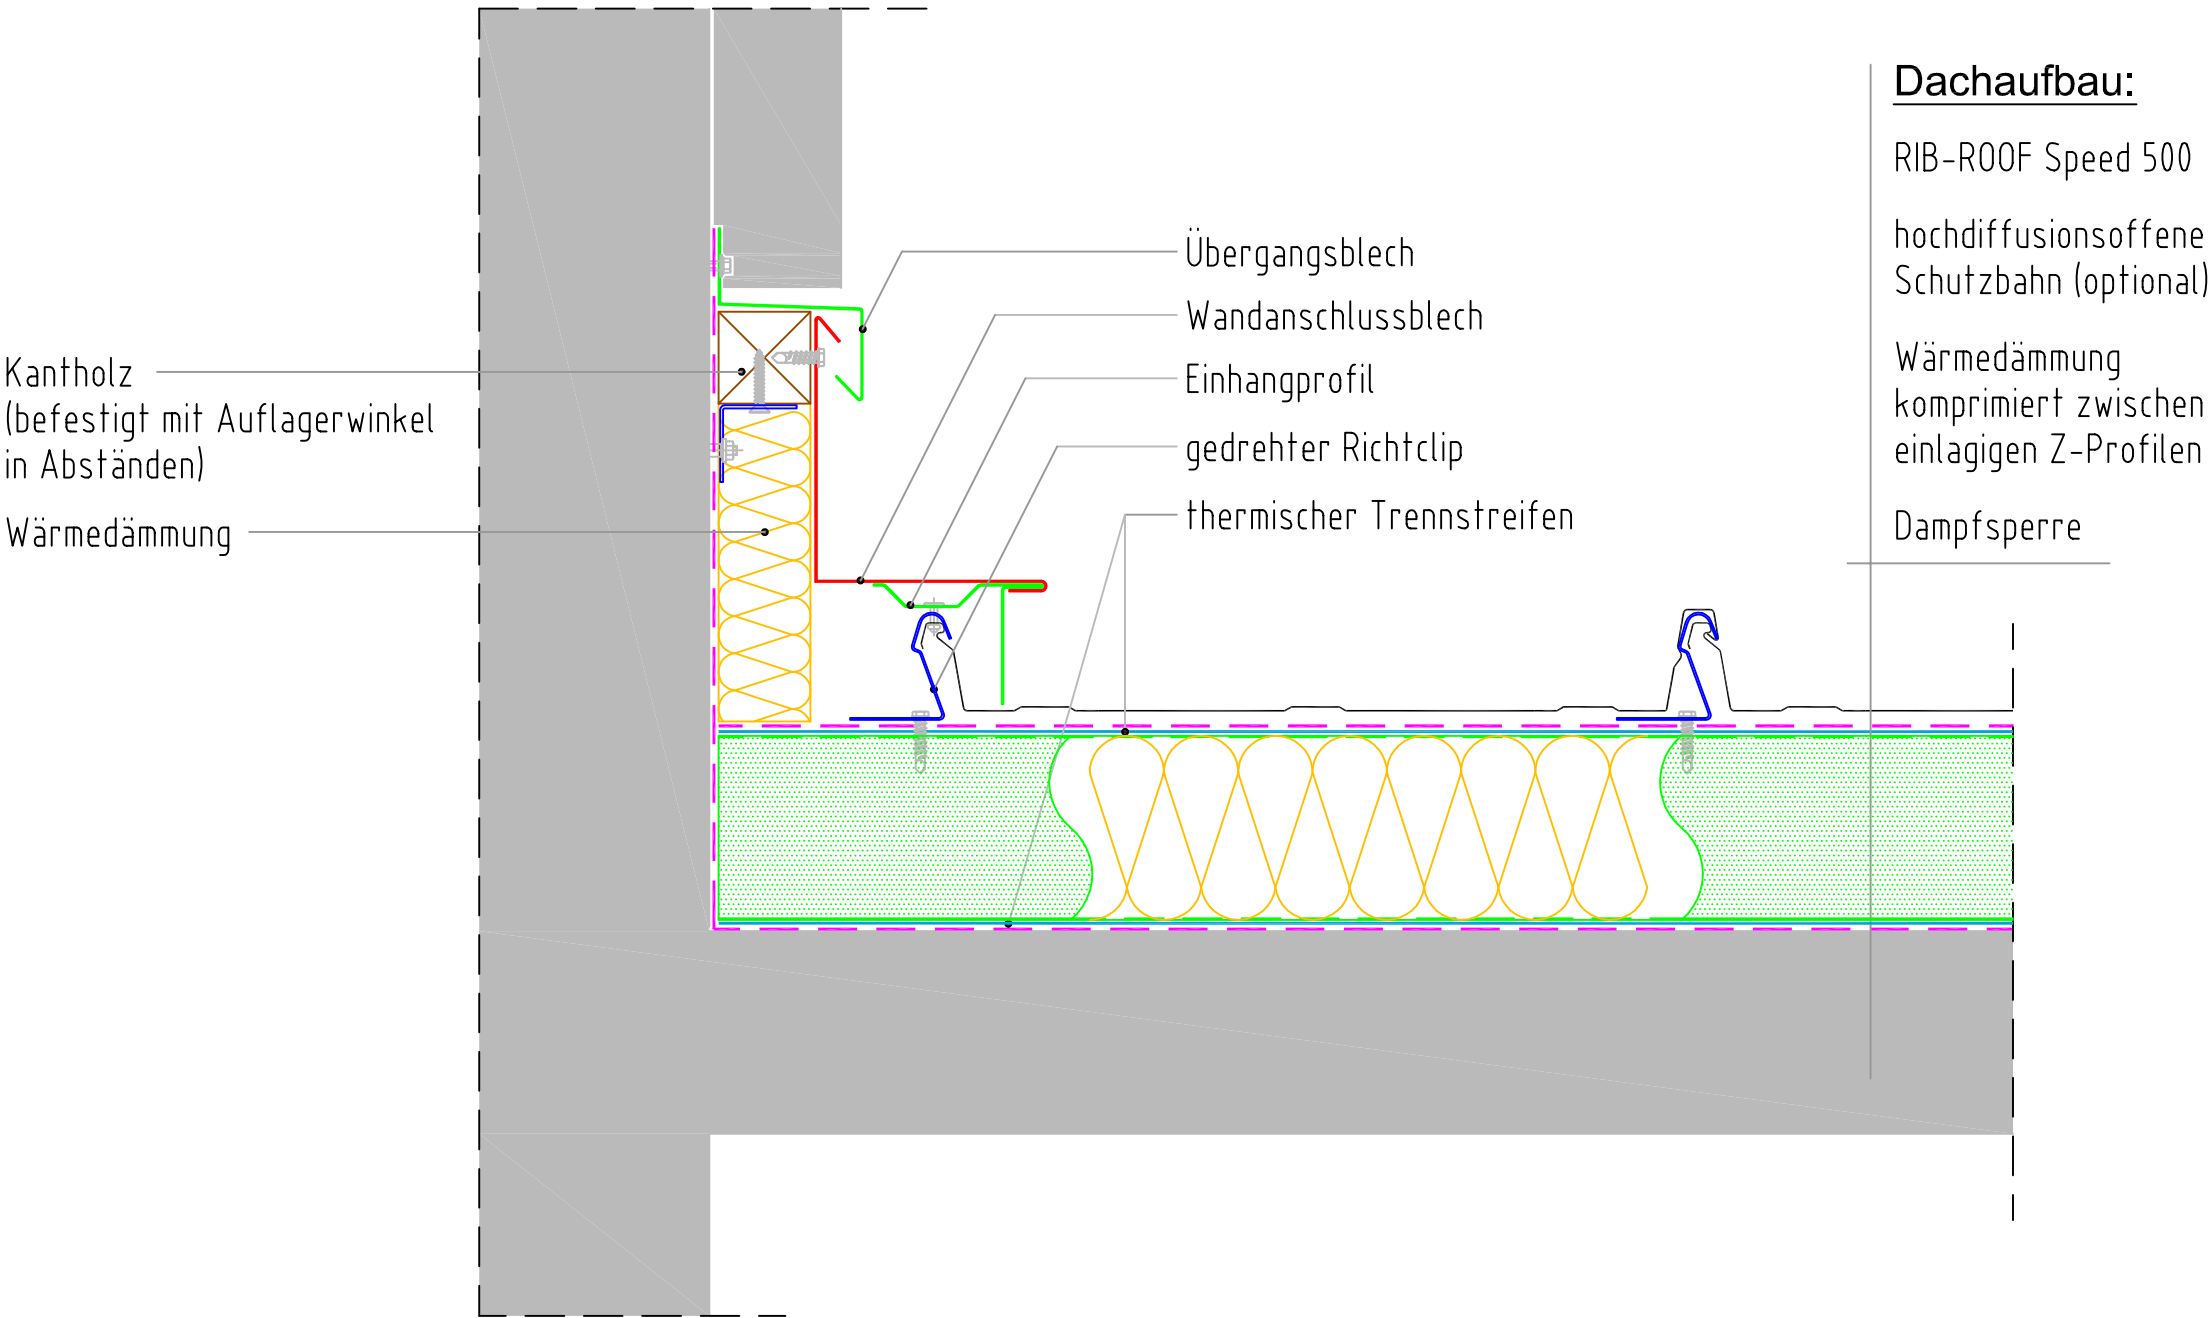 Dachaufbau:
RIB-ROOF Speed 500
hochdiffusionsoffene
Schutzbahn (optional)
Wärmedämmung
komprimiert zwischen
einlagigen Z-Profilen
Dampfsperre
Übergangsblech
Wandanschlussblech
Einhangprofil
gedrehter Richtclip
thermischer Trennstreifen
Kantholz
(befestigt mit Auflagerwinkel
in Abständen)
Wärmedämmung